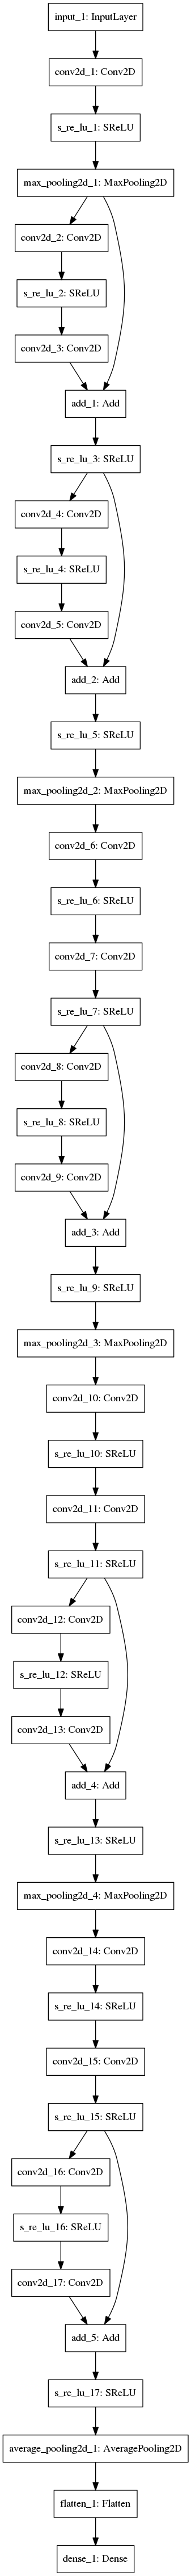 input_1: InputLayer
conv2d_1: Conv2D
s_re_lu_1: SReLU
max_pooling2d_1: MaxPooling2D
conv2d_2: Conv2D
s_re_lu_2: SReLU
conv2d_3: Conv2D
add_1: Add
s_re_lu_3: SReLU
conv2d_4: Conv2D
s_re_lu_4: SReLU
conv2d_5: Conv2D
add_2: Add
s_re_lu_5: SReLU
max_pooling2d_2: MaxPooling2D
conv2d_6: Conv2D
s_re_lu_6: SReLU
conv2d_7: Conv2D
s_re_lu_7: SReLU
conv2d_8: Conv2D
s_re_lu_8: SReLU
conv2d_9: Conv2D
add_3: Add
s_re_lu_9: SReLU
max_pooling2d_3: MaxPooling2D
conv2d_10: Conv2D
s_re_lu_10: SReLU
conv2d_11: Conv2D
s_re_lu_11: SReLU
conv2d_12: Conv2D
s_re_lu_12: SReLU
conv2d_13: Conv2D
add_4: Add
s_re_lu_13: SReLU
max_pooling2d_4: MaxPooling2D
conv2d_14: Conv2D
s_re_lu_14: SReLU
conv2d_15: Conv2D
s_re_lu_15: SReLU
conv2d_16: Conv2D
s_re_lu_16: SReLU
conv2d_17: Conv2D
add_5: Add
s_re_lu_17: SReLU
average_pooling2d_1: AveragePooling2D
flatten_1: Flatten
dense_1: Dense